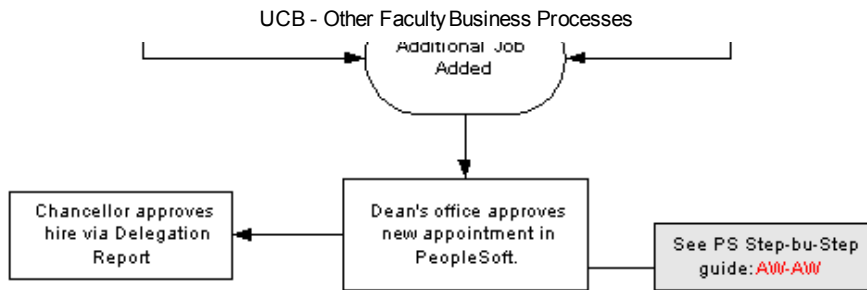 UCB - Other Faculty Business Processes
Additional Job
Added
Chancellor approves
hire via Delegation
Report
Dean's office approves
new appointment in
PeopleSoft.
See PS Step-bu-Step
guide: AW-AW